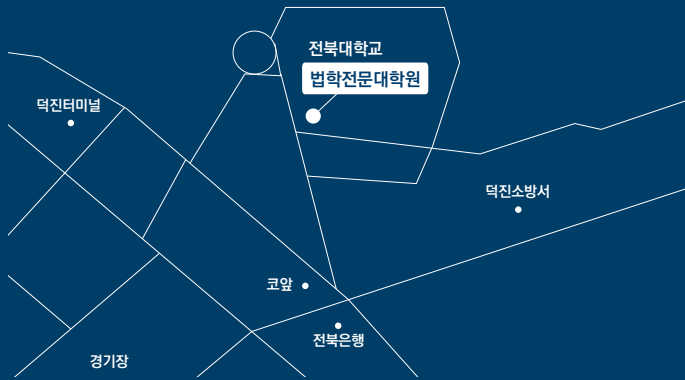 전북대학교
법학전문대학원
덕진터미널
덕진소방서
코앞
전북은행
경기장